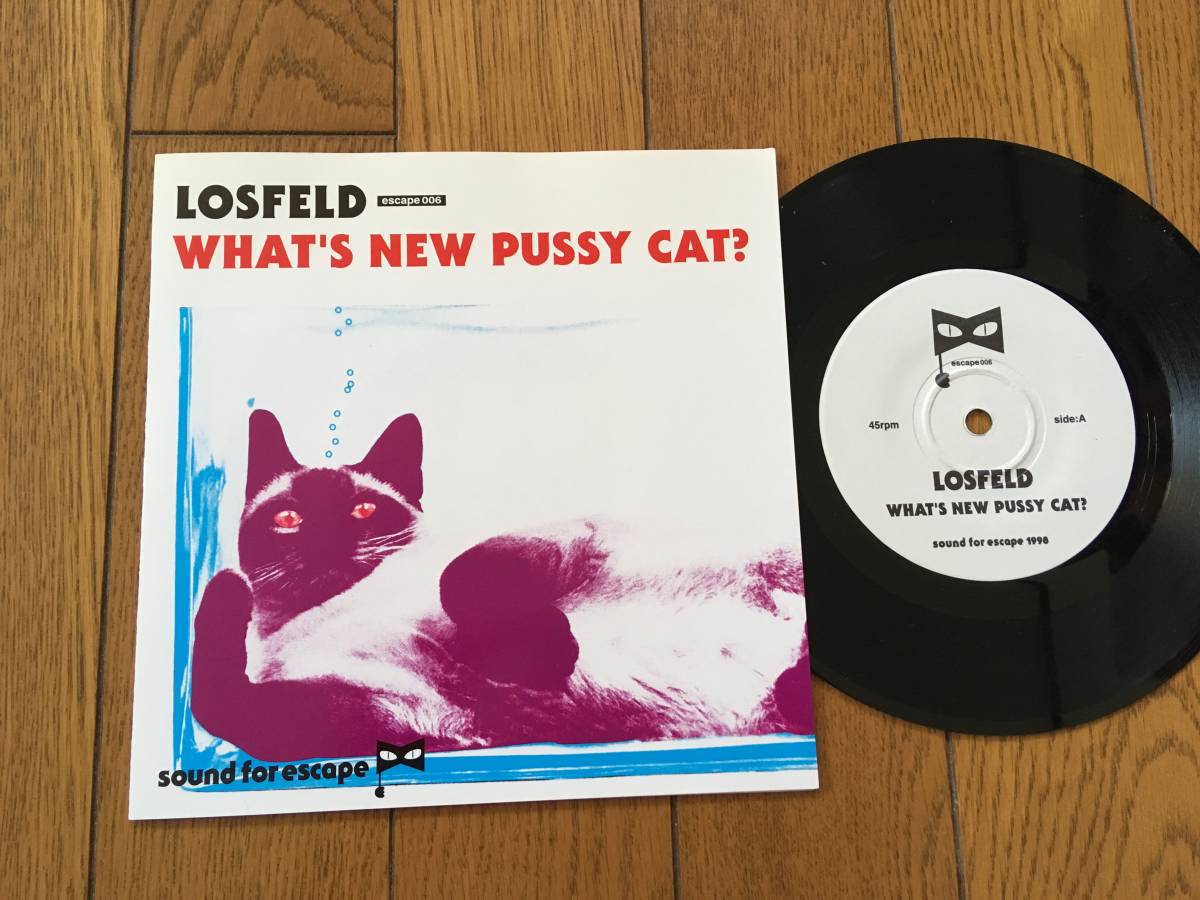 LOSFELD escape 006
WHAT'S NEW PUSSY CAT?
sound for escape
escape 006
45rpm side:A
LOSFELD
WHAT'S NEW PUSSY CAT?
sound for escape 1998